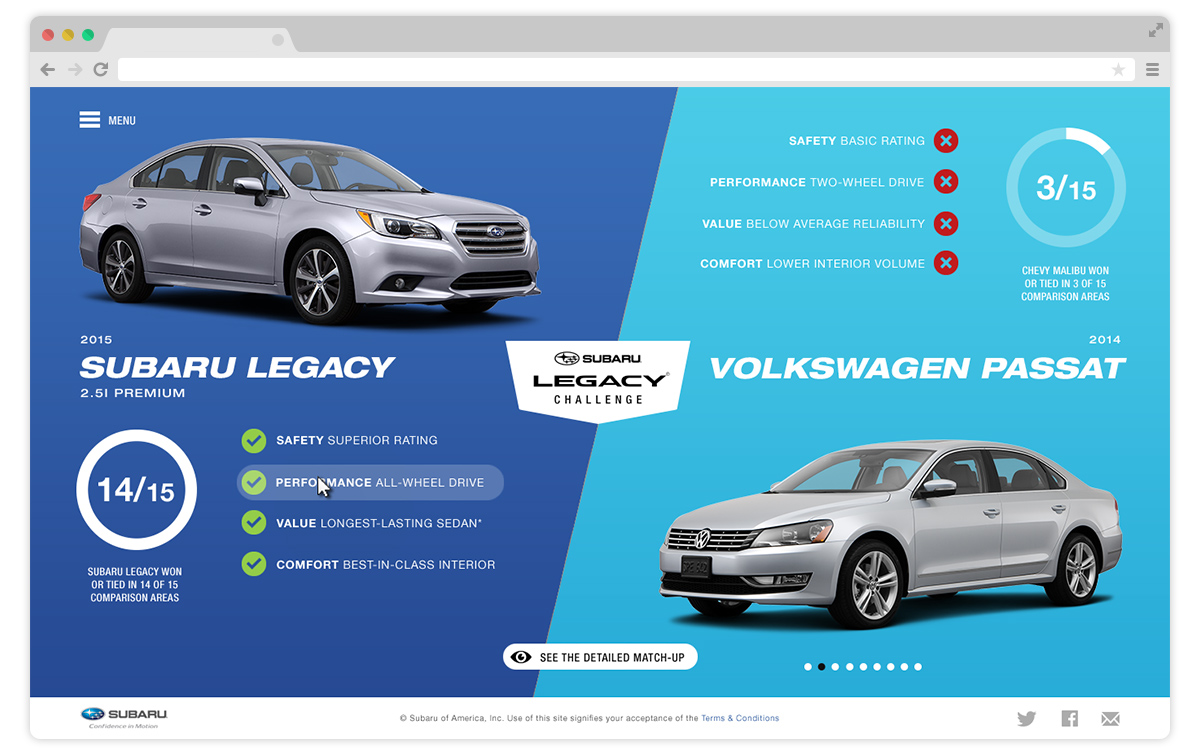 MENU
2015
SUBARU LEGACY
2.5I PREMIUM
14/15
SUBARU LEGACY WON
OR TIED IN 14 OF 15
COMPARISON AREAS
SAFETY SUPERIOR RATING
PERFORMANCE ALL-WHEEL DRIVE
VALUE LONGEST-LASTING SEDAN*
COMFORT BEST-IN-CLASS INTERIOR
SUBARU
LEGACY®
CHALLENGE
SAFETY BASIC RATING
PERFORMANCE TWO-WHEEL DRIVE
VALUE BELOW AVERAGE RELIABILITY
COMFORT LOWER INTERIOR VOLUME
3/15
CHEVY MALIBU WON
OR TIED IN 3 OF 15
COMPARISON AREAS
2014
VOLKSWAGEN PASSAT
SEE THE DETAILED MATCH-UP
SUBARU
Confidence in Motion
© Subaru of America, Inc. Use of this site signifies your acceptance of the Terms & Conditions